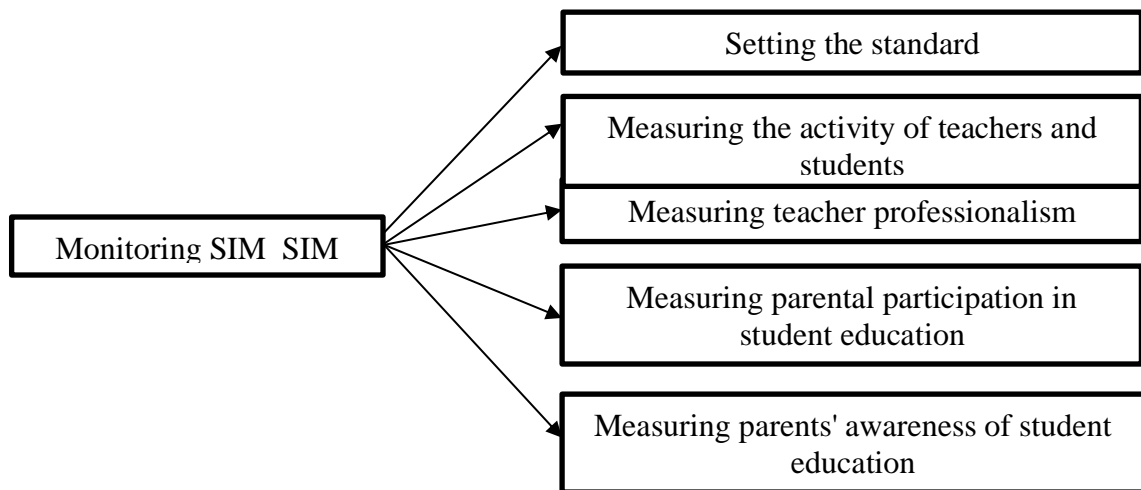 Setting the standard
Measuring the activity of teachers and
students
Measuring teacher professionalism
Monitoring SIM SIM
Measuring parental participation in
student education
Measuring parents' awareness of student
education